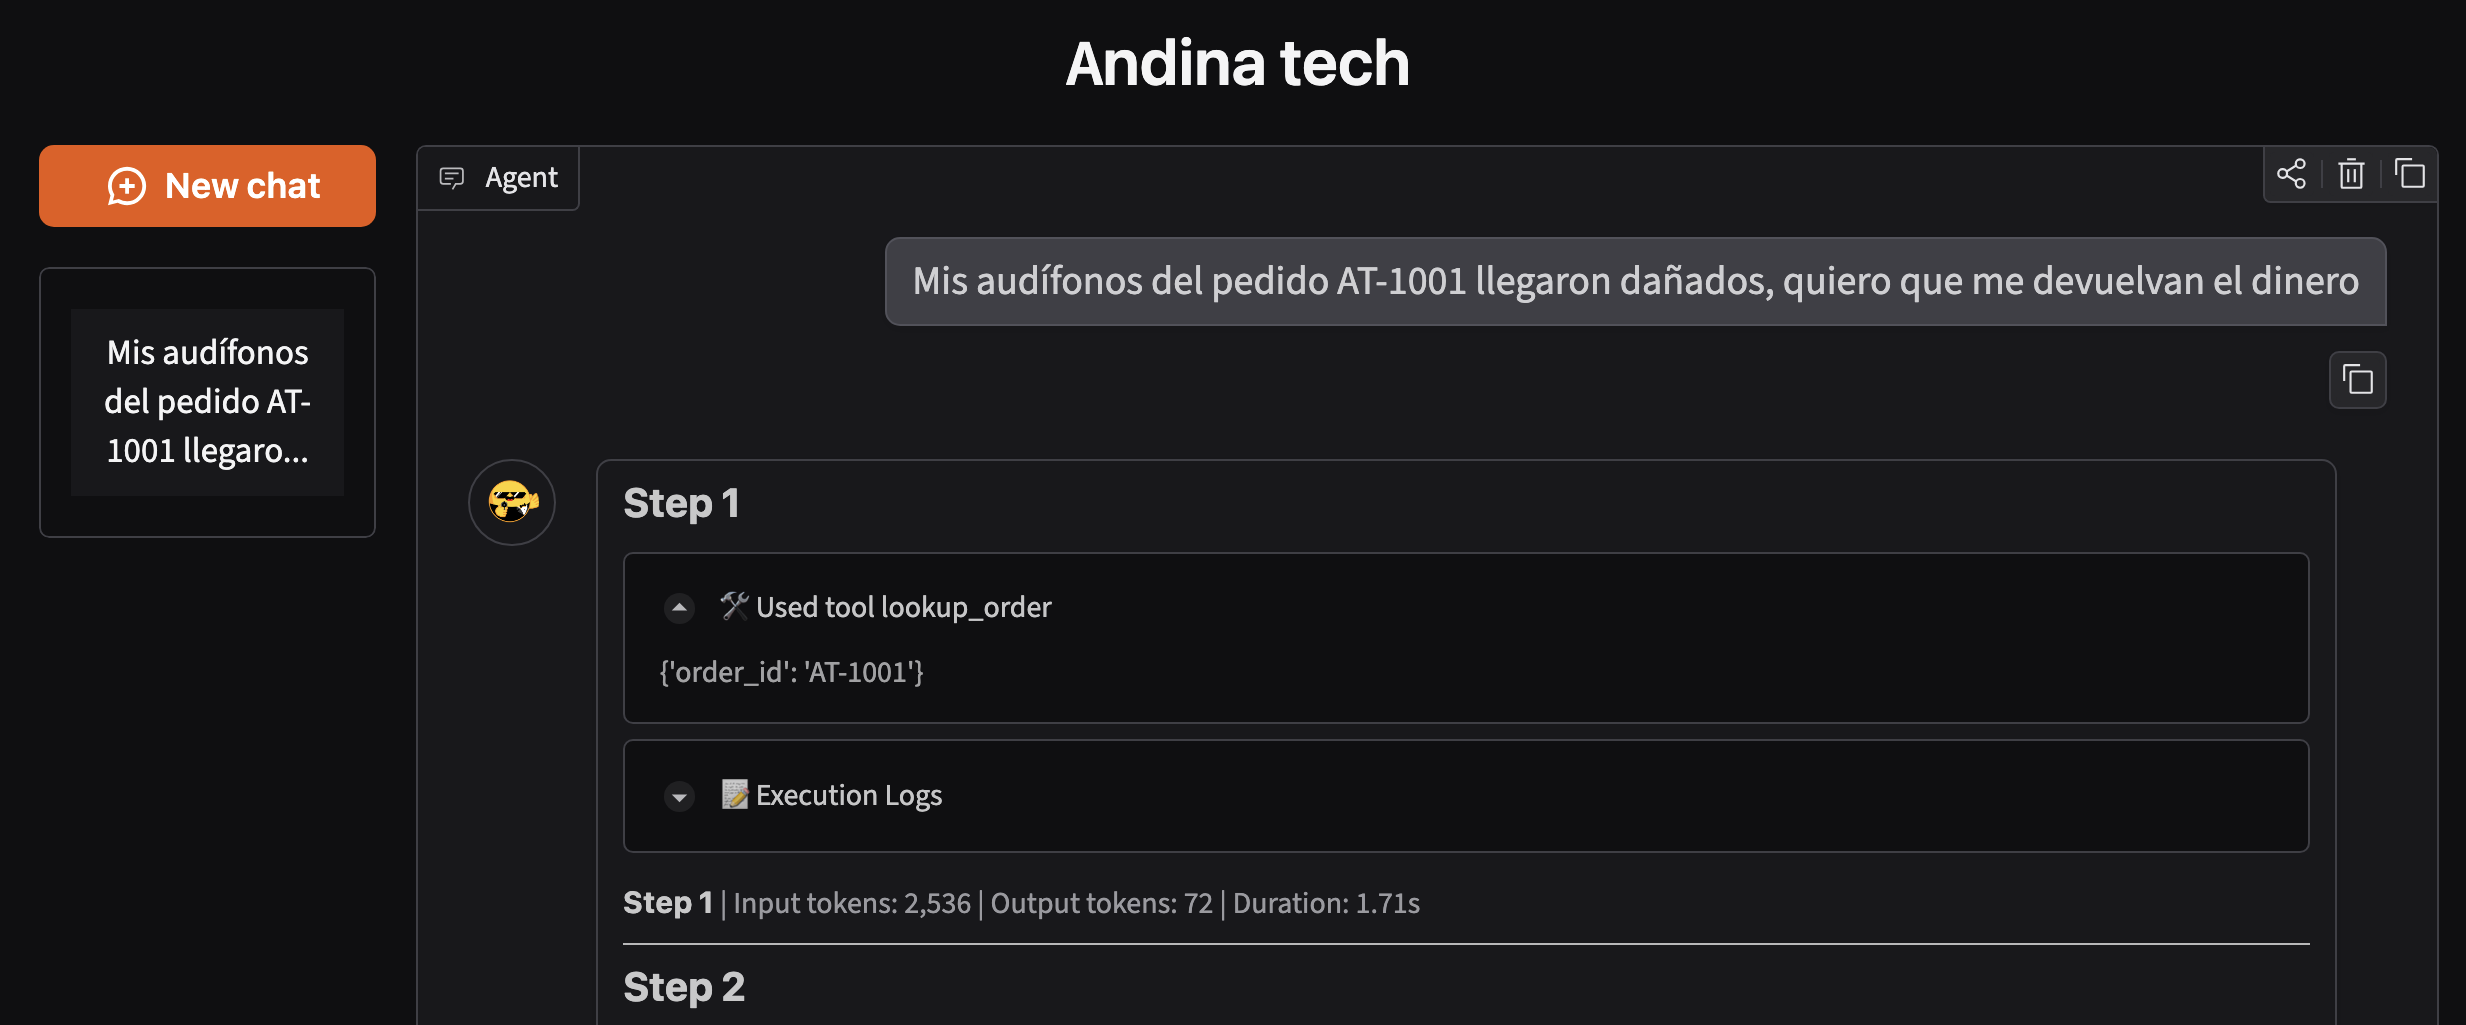 Andina tech
New chat
Mis audífonos
del pedido AT-
1001 llegaro...
Agent
Mis audífonos del pedido AT-1001 llegaron dañados, quiero que me devuelvan el dinero
Step 1
Used tool lookup_order
{'order_id': 'AT-1001'}
Execution Logs
Step 1 | Input tokens: 2,536 | Output tokens: 72 | Duration: 1.71s
Step 2